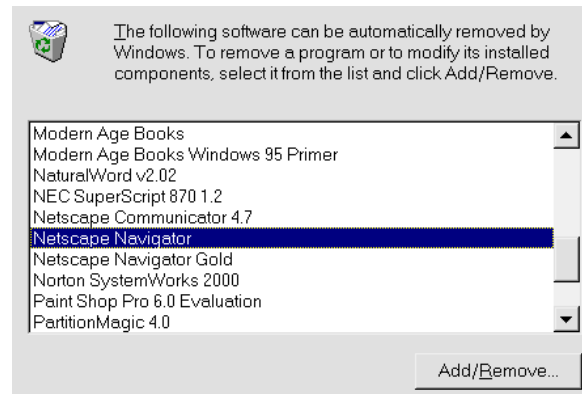 The following software can be automatically removed by
Windows. To remove a program or to modify its installed
components, select it from the list and click Add/Remove.
Modern Age Books
Modern Age Books Windows 95 Primer
NaturalWord v2.02
NEC SuperScript 870 1.2
Netscape Communicator 4.7
Netscape Navigator
Netscape Navigator Gold
Norton SystemWorks 2000
Paint Shop Pro 6.0 Evaluation
PartitionMagic 4.0
Add/Remove...